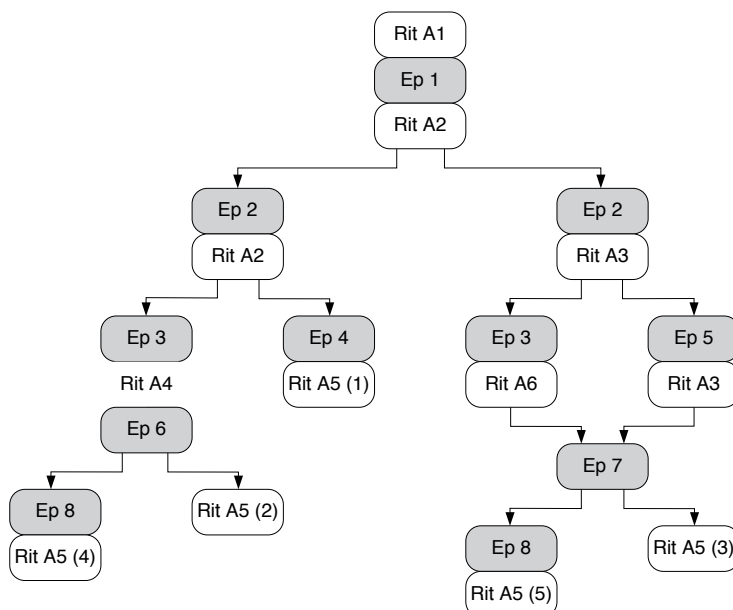 Rit A1
Ep 1
Rit A2
Ep 2
Ep 2
Rit A2
Rit A3
Ep 3
Ep 4
Ep 3
Ep 5
Rit A4
Rit A5 (1)
Rit A6
Rit A3
Ep 6
Ep 7
Ep 8
Rit A5 (2)
Rit A5 (4)
Ep 8
Rit A5 (3)
Rit A5 (5)